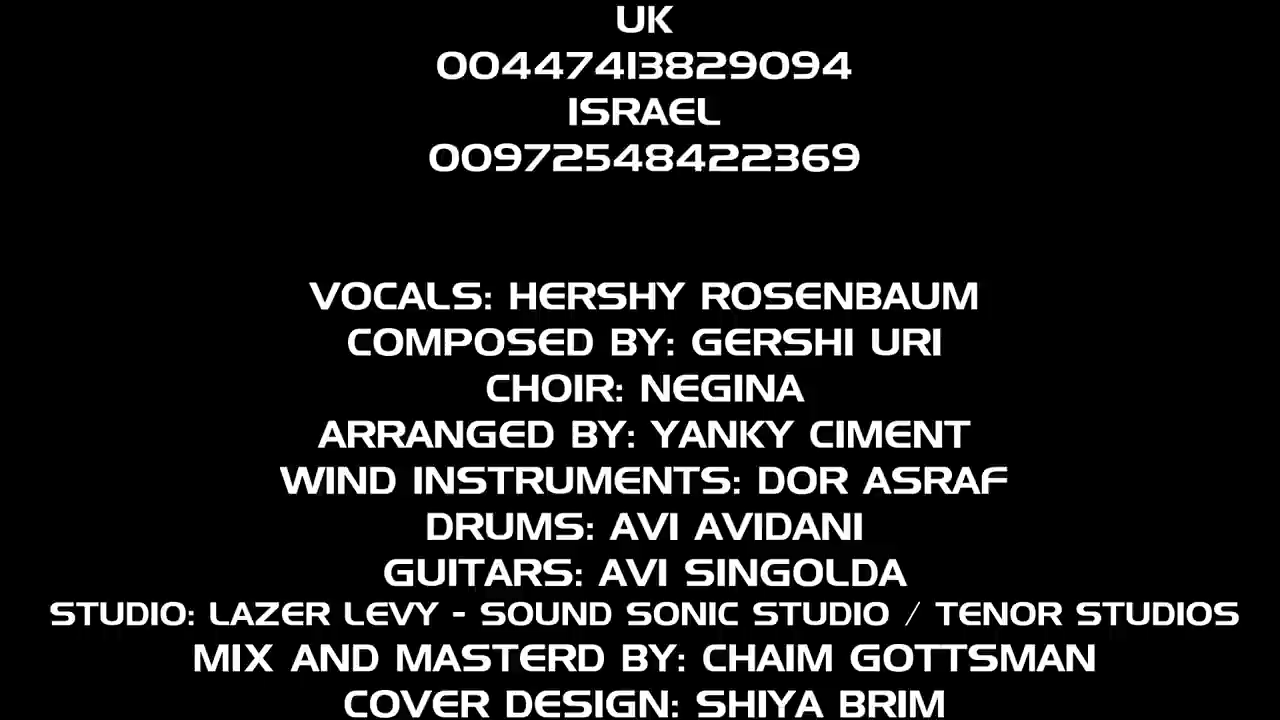 UK
00447413829094
ISRAEL
00972548422369
VOCALS: HERSHY ROSENBAUM
COMPOSED BY: GERSHI URI
CHOIR: NEGINA
ARRANGED BY: YANKY CIMENT
WIND INSTRUMENTS: DOR ASRAF
DRUMS: AVI AVIDANI
GUITARS: AVI SINGOLDA
STUDIO: LAZER LEVY - SOUND SONIC STUDIO / TENOR STUDIOS
MIX AND MASTERD BY: CHAIM GOTTSMAN
COVER DESIGN: SHIYA BRIM